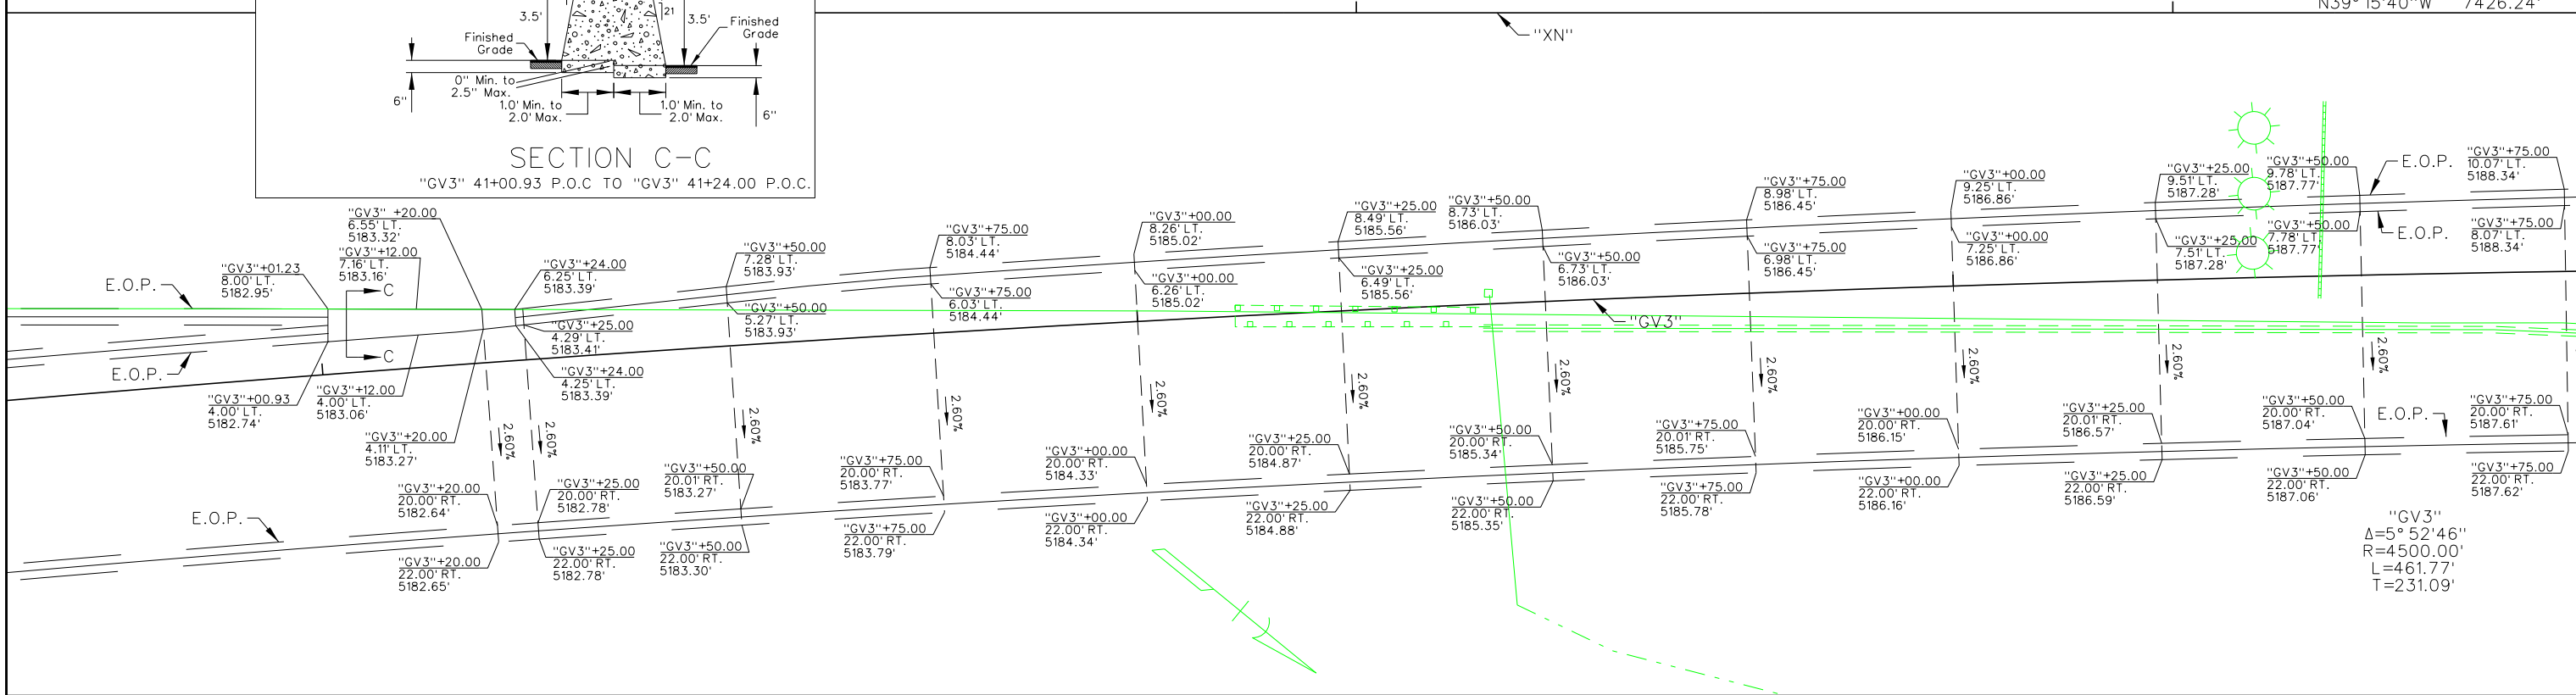 N39° 15'40"W 7426.24'
"XN"
3.5'
21
3.5'
Finished
Grade
Finished
Grade
0" Min. to
2.5" Max.
6"
1.0' Min. to
2.0' Max.
1.0' Min. to
2.0' Max.
6"
SECTION C-C
"GV3" 41+00.93 P.O.C TO "GV3" 41+24.00 P.O.C.
"GV3" +20.00
6.55' LT.
5183.32'
"GV3"+12.00
7.16' LT.
5183.16'
"GV3"+01.23
8.00' LT.
5182.95'
E.O.P.
C
C
E.O.P.
"GV3"+24.00
6.25' LT.
5183.39'
"GV3"+25.00
4.29' LT.
5183.41'
"GV3"+24.00
4.25' LT.
5183.39'
"GV3"+00.93
4.00' LT.
5182.74'
"GV3"+12.00
4.00' LT.
5183.06'
"GV3"+20.00
4.11' LT.
5183.27'
"GV3"+50.00
7.28' LT.
5183.93'
"GV3"+50.00
5.27' LT.
5183.93'
"GV3"+75.00
8.03' LT.
5184.44'
"GV3"+75.00
6.03' LT.
5184.44'
"GV3"+00.00
8.26' LT.
5185.02'
"GV3"+00.00
6.26' LT.
5185.02'
"GV3"+25.00
8.49' LT.
5185.56'
"GV3"+25.00
6.49' LT.
5185.56'
"GV3"+50.00
8.73' LT.
5186.03'
"GV3"+50.00
6.73' LT.
5186.03'
"GV3"
"GV3"+75.00
8.98' LT.
5186.45'
"GV3"+75.00
6.98' LT.
5186.45'
"GV3"+00.00
9.25' LT.
5186.86'
"GV3"+00.00
7.25' LT.
5186.86'
"GV3"+25.00
9.51' LT.
5187.28'
"GV3"+25.00
7.51' LT.
5187.28'
"GV3"+50.00
9.78' LT.
5187.77'
"GV3"+50.00
7.78' LT.
5187.77'
E.O.P.
E.O.P.
"GV3"+75.00
10.07' LT.
5188.34'
"GV3"+75.00
8.07' LT.
5188.34'
2.60%
2.60%
2.60%
2.60%
2.60%
2.60%
2.60%
2.60%
2.60%
2.60%
2.60%
E.O.P.
"GV3"+20.00
20.00' RT.
5182.64'
"GV3"+20.00
22.00' RT.
5182.65'
"GV3"+25.00
20.00' RT.
5182.78'
"GV3"+25.00
22.00' RT.
5182.78'
"GV3"+50.00
20.01' RT.
5183.27'
"GV3"+50.00
22.00' RT.
5183.30'
"GV3"+75.00
20.00' RT.
5183.77'
"GV3"+75.00
22.00' RT.
5183.79'
"GV3"+00.00
20.00' RT.
5184.33'
"GV3"+00.00
22.00' RT.
5184.34'
"GV3"+25.00
20.00' RT.
5184.87'
"GV3"+25.00
22.00' RT.
5184.88'
"GV3"+50.00
20.00' RT.
5185.34'
"GV3"+50.00
22.00' RT.
5185.35'
"GV3"+75.00
20.01' RT.
5185.75'
"GV3"+75.00
22.00' RT.
5185.78'
"GV3"+00.00
20.00' RT.
5186.15'
"GV3"+00.00
22.00' RT.
5186.16'
"GV3"+25.00
20.01' RT.
5186.57'
"GV3"+25.00
22.00' RT.
5186.59'
"GV3"+50.00
20.00' RT.
5187.04'
"GV3"+50.00
22.00' RT.
5187.06'
E.O.P.
"GV3"+75.00
20.00' RT.
5187.61'
"GV3"+75.00
22.00' RT.
5187.62'
"GV3"
Δ=5° 52'46"
R=4500.00'
L=461.77'
T=231.09'